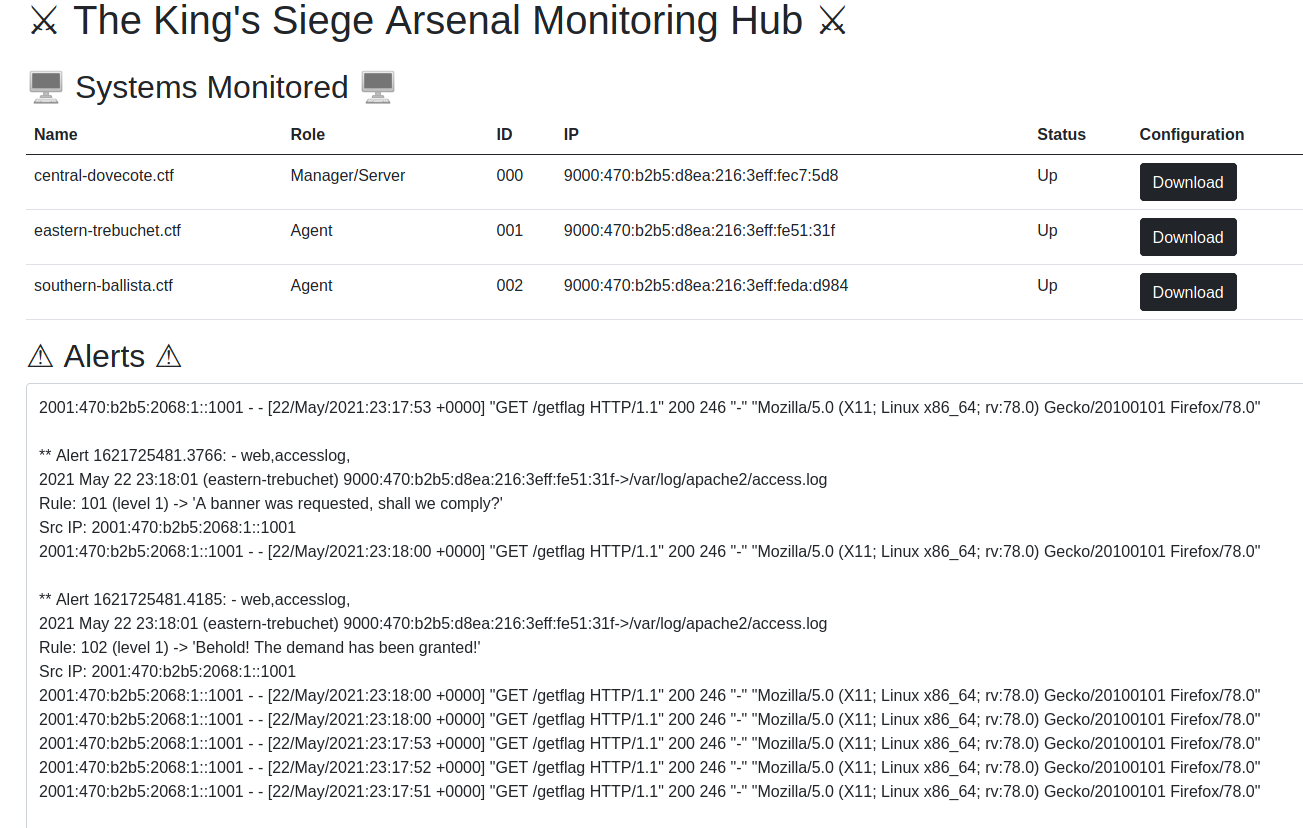 ⚔ The King's Siege Arsenal Monitoring Hub ⚔
🖥 Systems Monitored 🖥
Name Role ID IP Status Configuration
central-dovecote.ctf Manager/Server 000 9000:470:b2b5:d8ea:216:3eff:fec7:5d8 Up Download
eastern-trebuchet.ctf Agent 001 9000:470:b2b5:d8ea:216:3eff:fe51:31f Up Download
southern-ballista.ctf Agent 002 9000:470:b2b5:d8ea:216:3eff:feda:d984 Up Download
⚠ Alerts ⚠
2001:470:b2b5:2068:1::1001 - - [22/May/2021:23:17:53 +0000] "GET /getflag HTTP/1.1" 200 246 "-" "Mozilla/5.0 (X11; Linux x86_64; rv:78.0) Gecko/20100101 Firefox/78.0"
** Alert 1621725481.3766: - web,accesslog,
2021 May 22 23:18:01 (eastern-trebuchet) 9000:470:b2b5:d8ea:216:3eff:fe51:31f->/var/log/apache2/access.log
Rule: 101 (level 1) -> 'A banner was requested, shall we comply?'
Src IP: 2001:470:b2b5:2068:1::1001
2001:470:b2b5:2068:1::1001 - - [22/May/2021:23:18:00 +0000] "GET /getflag HTTP/1.1" 200 246 "-" "Mozilla/5.0 (X11; Linux x86_64; rv:78.0) Gecko/20100101 Firefox/78.0"
** Alert 1621725481.4185: - web,accesslog,
2021 May 22 23:18:01 (eastern-trebuchet) 9000:470:b2b5:d8ea:216:3eff:fe51:31f->/var/log/apache2/access.log
Rule: 102 (level 1) -> 'Behold! The demand has been granted!'
Src IP: 2001:470:b2b5:2068:1::1001
2001:470:b2b5:2068:1::1001 - - [22/May/2021:23:18:00 +0000] "GET /getflag HTTP/1.1" 200 246 "-" "Mozilla/5.0 (X11; Linux x86_64; rv:78.0) Gecko/20100101 Firefox/78.0"
2001:470:b2b5:2068:1::1001 - - [22/May/2021:23:18:00 +0000] "GET /getflag HTTP/1.1" 200 246 "-" "Mozilla/5.0 (X11; Linux x86_64; rv:78.0) Gecko/20100101 Firefox/78.0"
2001:470:b2b5:2068:1::1001 - - [22/May/2021:23:17:53 +0000] "GET /getflag HTTP/1.1" 200 246 "-" "Mozilla/5.0 (X11; Linux x86_64; rv:78.0) Gecko/20100101 Firefox/78.0"
2001:470:b2b5:2068:1::1001 - - [22/May/2021:23:17:52 +0000] "GET /getflag HTTP/1.1" 200 246 "-" "Mozilla/5.0 (X11; Linux x86_64; rv:78.0) Gecko/20100101 Firefox/78.0"
2001:470:b2b5:2068:1::1001 - - [22/May/2021:23:17:51 +0000] "GET /getflag HTTP/1.1" 200 246 "-" "Mozilla/5.0 (X11; Linux x86_64; rv:78.0) Gecko/20100101 Firefox/78.0"